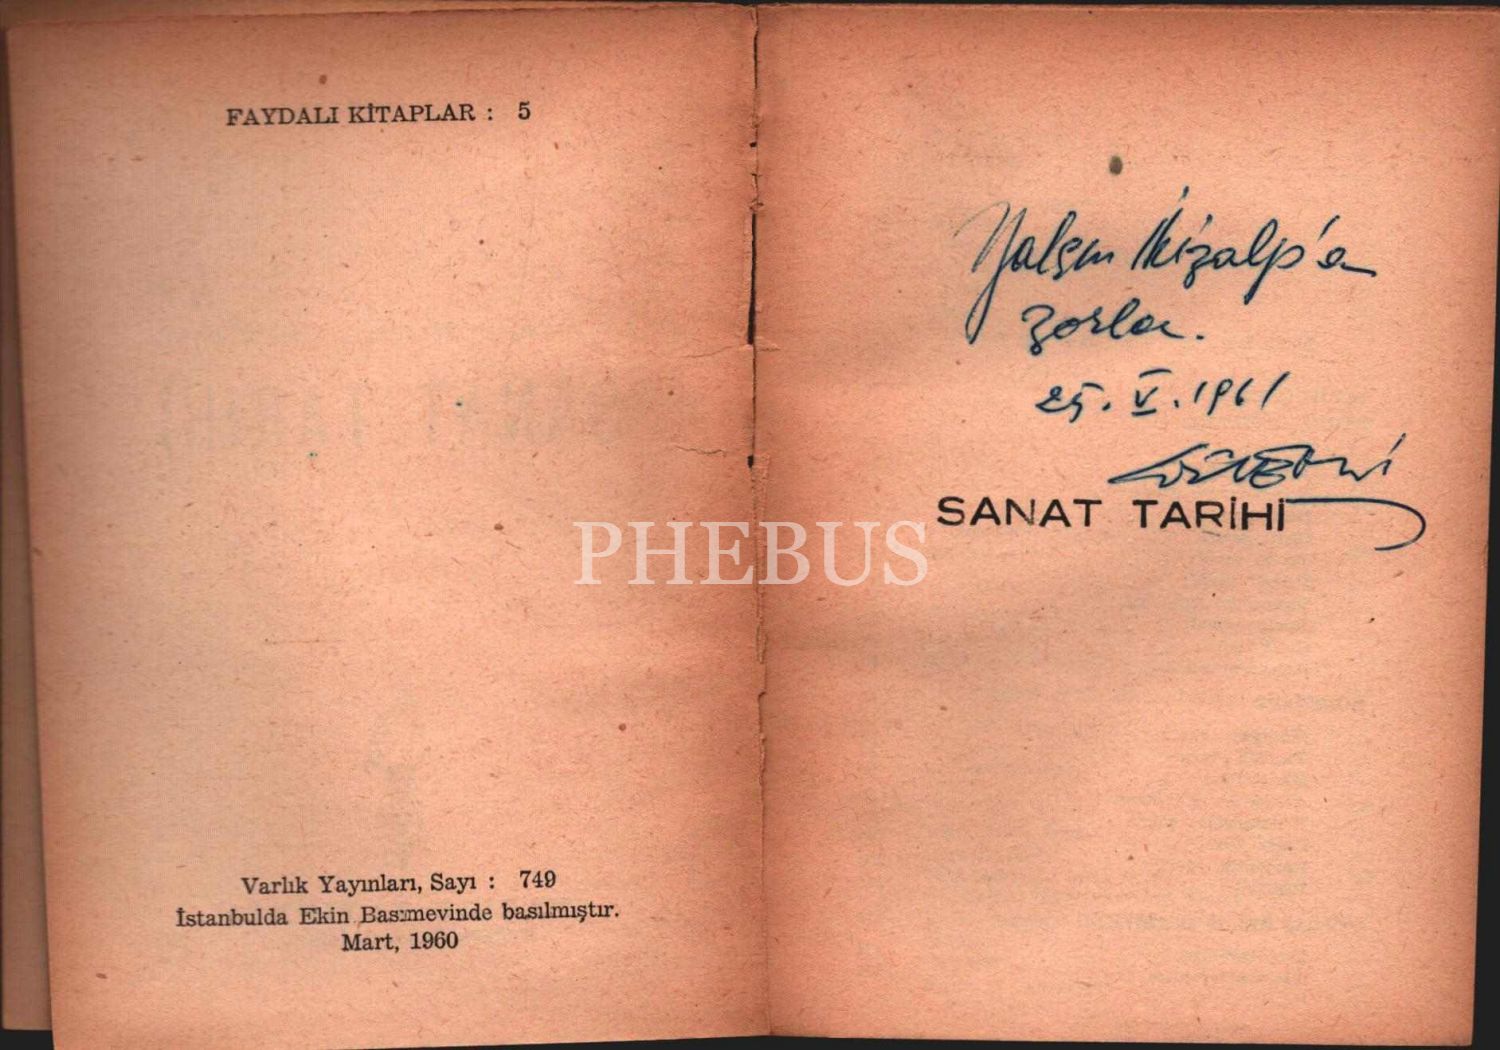 FAYDALI KİTAPLAR : 5
Varlık Yayınları, Sayı : 749
İstanbulda Ekin Basımevinde basılmıştır.
Mart, 1960
Yalçın İkizalp'a
zorla.
25.V.1961
SANAT TARİHİ
PHEBUS